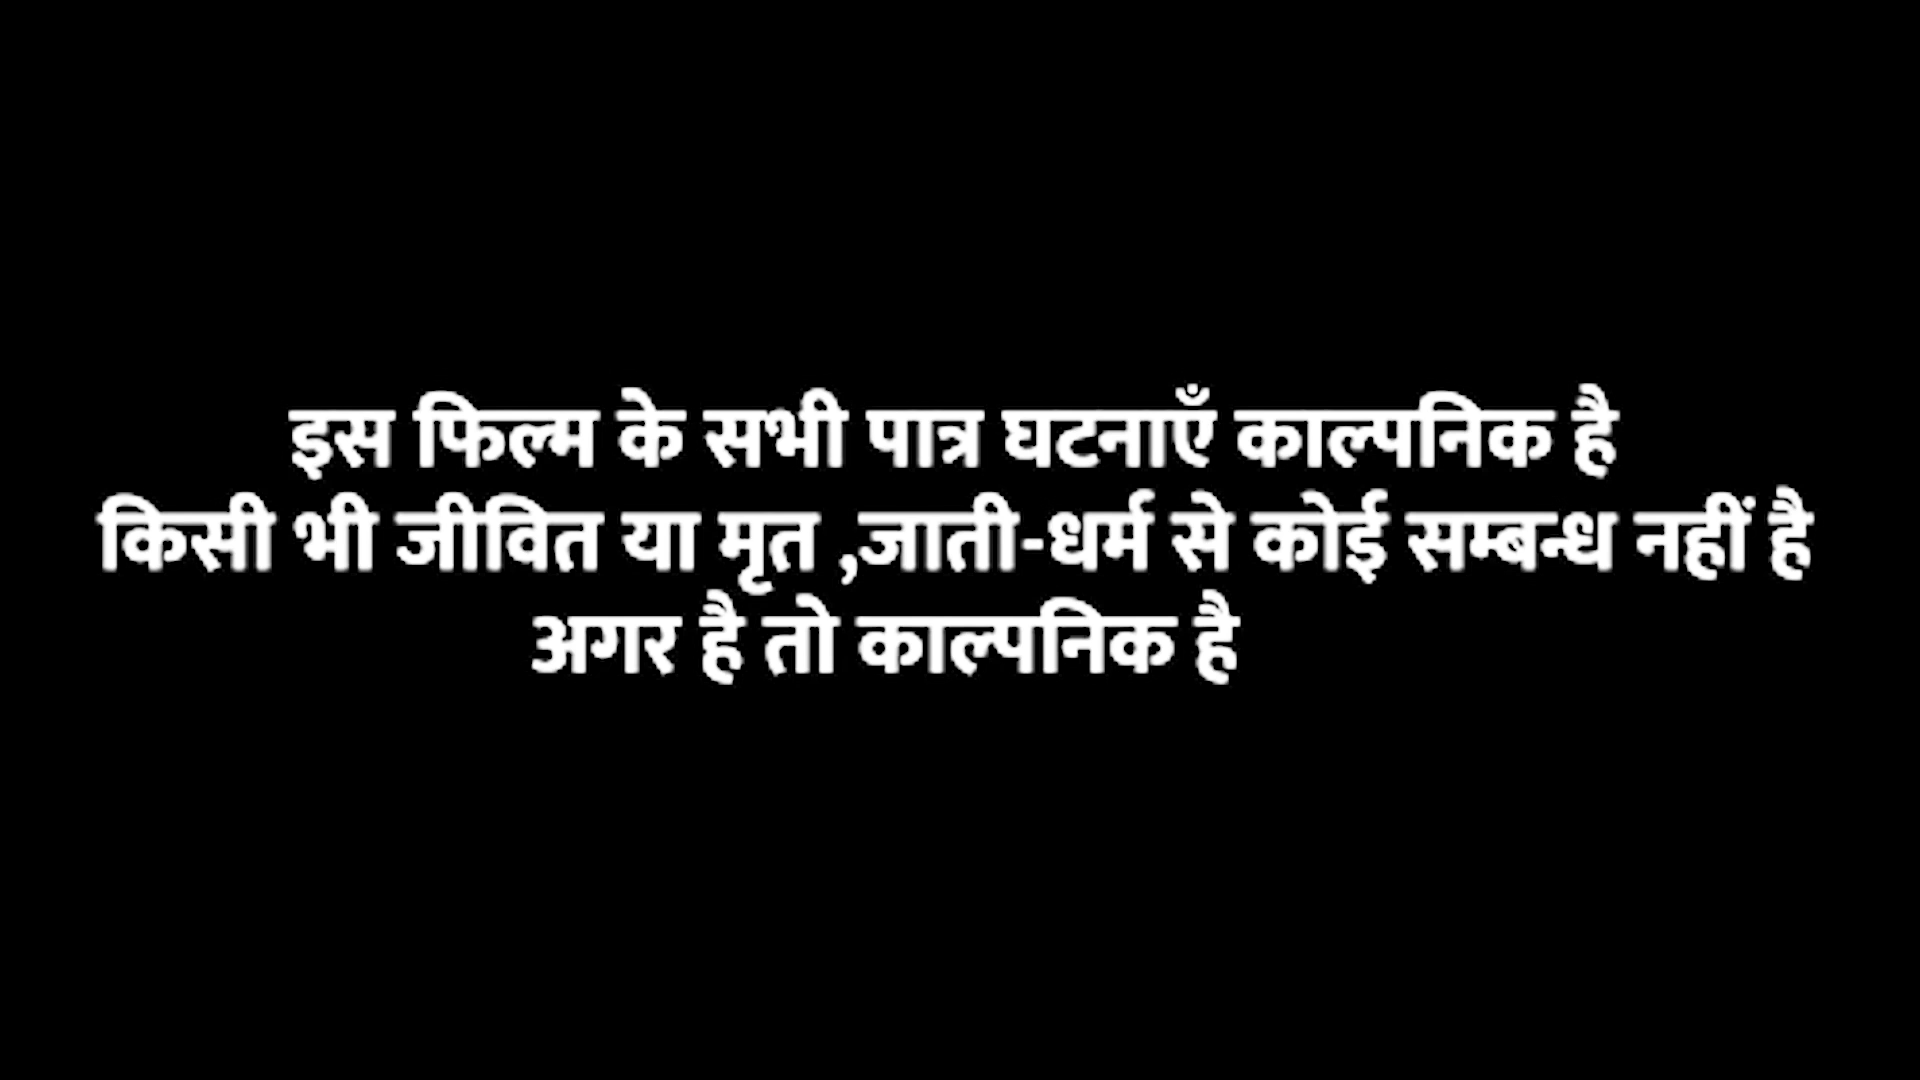 इस फिल्म के सभी पात्र घटनाएँ काल्पनिक है
किसी भी जीवित या मृत ,जाती-धर्म से कोई सम्बन्ध नहीं है
अगर है तो काल्पनिक है